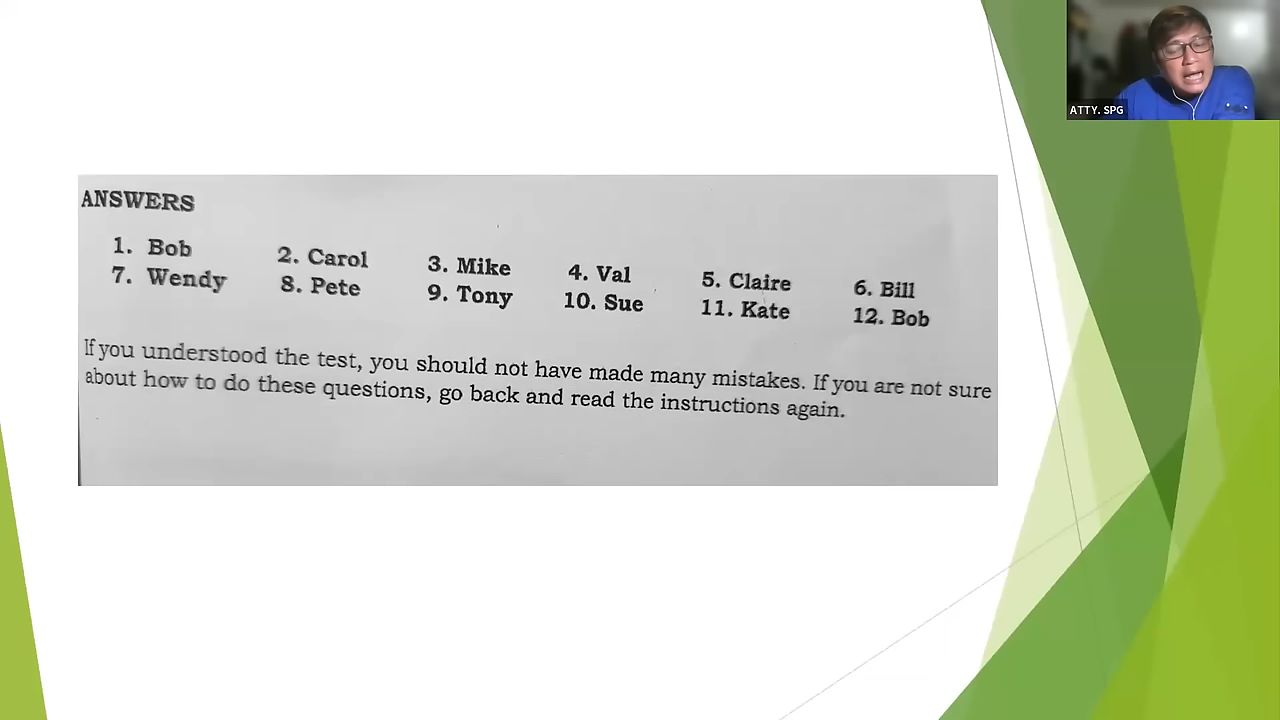 ATTY. SPG
ANSWERS
1. Bob 2. Carol 3. Mike 4. Val 5. Claire 6. Bill
7. Wendy 8. Pete 9. Tony 10. Sue 11. Kate 12. Bob
If you understood the test, you should not have made many mistakes. If you are not sure
about how to do these questions, go back and read the instructions again.